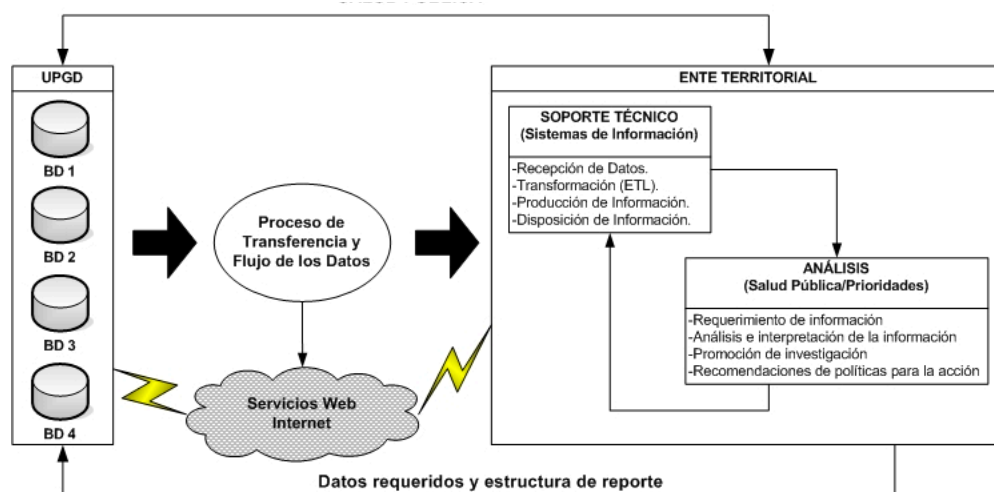 UPGD
BD 1
BD 2
BD 3
BD 4
Proceso de
Transferencia y
Flujo de los Datos
Servicios Web
Internet
ENTE TERRITORIAL
SOPORTE TÉCNICO
(Sistemas de Información)
-Recepción de Datos.
-Transformación (ETL).
-Producción de Información.
-Disposición de Información.
ANÁLISIS
(Salud Pública/Prioridades)
-Requerimiento de información
-Análisis e interpretación de la información
-Promoción de investigación
-Recomendaciones de políticas para la acción
Datos requeridos y estructura de reporte